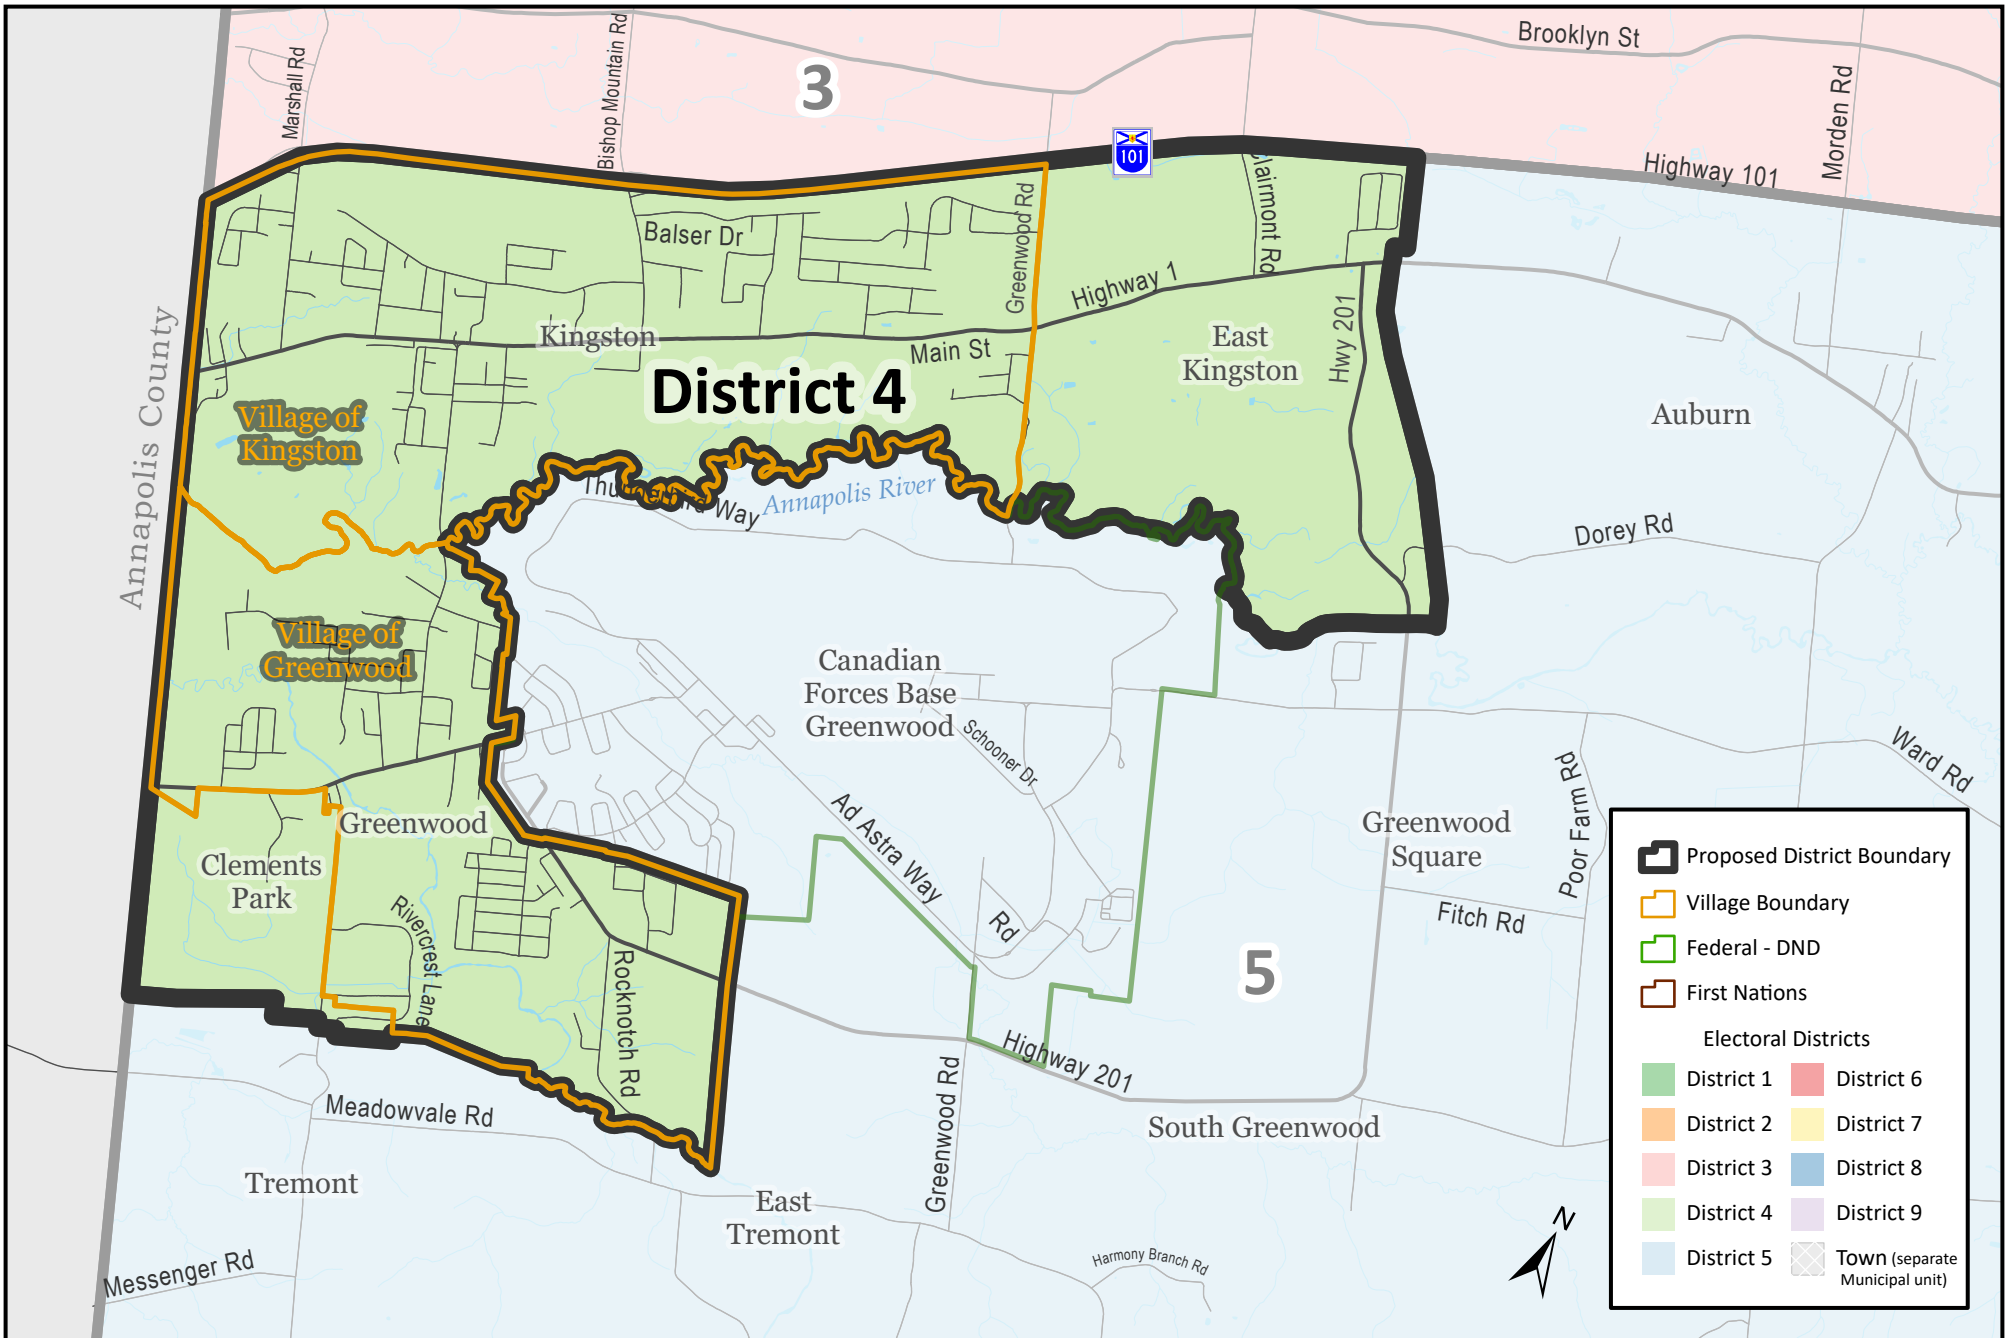 Brooklyn St
3
Marshall Rd
Bishop Mountain Rd
Morden Rd
101
Highway 101
Clairmont Rd
Greenwood Rd
Balser Dr
Highway 1
Kingston
Main St
East
Kingston
Hwy 201
District 4
Annapolis County
Village of
Kingston
Auburn
Thunderbird Way
Annapolis River
Dorey Rd
Village of
Greenwood
Canadian
Forces Base
Greenwood
Schooner Dr
Ward Rd
Poor Farm Rd
Ad Astra Way
Rd
Greenwood
Greenwood
Square
Clements
Park
Rivercrest Lane
Rocknotch Rd
Fitch Rd
5
Highway 201
Greenwood Rd
South Greenwood
Meadowvale Rd
Tremont
East
Tremont
Messenger Rd
Harmony Branch Rd
N
Proposed District Boundary
Village Boundary
Federal - DND
First Nations
Electoral Districts
District 1
District 6
District 2
District 7
District 3
District 8
District 4
District 9
District 5
Town (separate
Municipal unit)